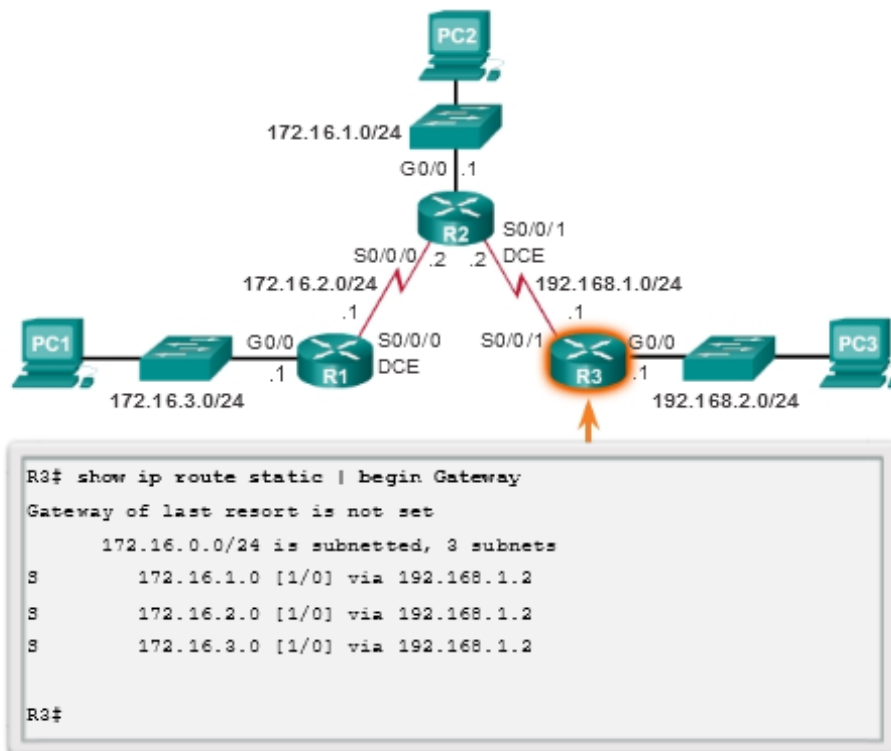 PC2
172.16.1.0/24
G0/0 .1
R2
S0/0/1
S0/0/0 .2 .2 DCE
172.16.2.0/24 192.168.1.0/24
.1 .1
PC1 G0/0 S0/0/0 S0/0/1 G0/0 PC3
.1 R1 DCE R3 .1
172.16.3.0/24 192.168.2.0/24
R3# show ip route static | begin Gateway
Gateway of last resort is not set
172.16.0.0/24 is subnetted, 3 subnets
S 172.16.1.0 [1/0] via 192.168.1.2
S 172.16.2.0 [1/0] via 192.168.1.2
S 172.16.3.0 [1/0] via 192.168.1.2
R3#